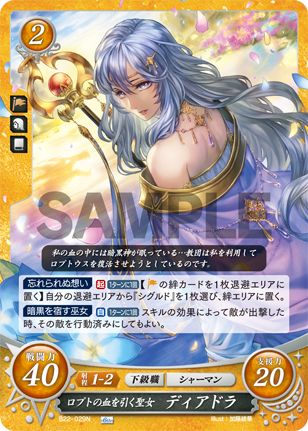 2
SAMPLE
私の血の中には暗黒神が眠っている…教団は私を利用して
ロプトウスを復活させようとしているのです。
忘れられぬ想い 起 1ターンに1回 【の絆カードを1枚退避エリアに
置く】自分の退避エリアから『シグルド』を1枚選び、絆エリアに置く。
暗黒を宿す巫女 自 1ターンに1回 スキルの効果によって敵が出撃した
時、その敵を行動済みにしてもよい。
戦闘力
40
射程 1-2
下級職
シャーマン
支援力
20
ロプトの血を引く聖女 ディアドラ
B22-029N
Illust.:加藤綾華